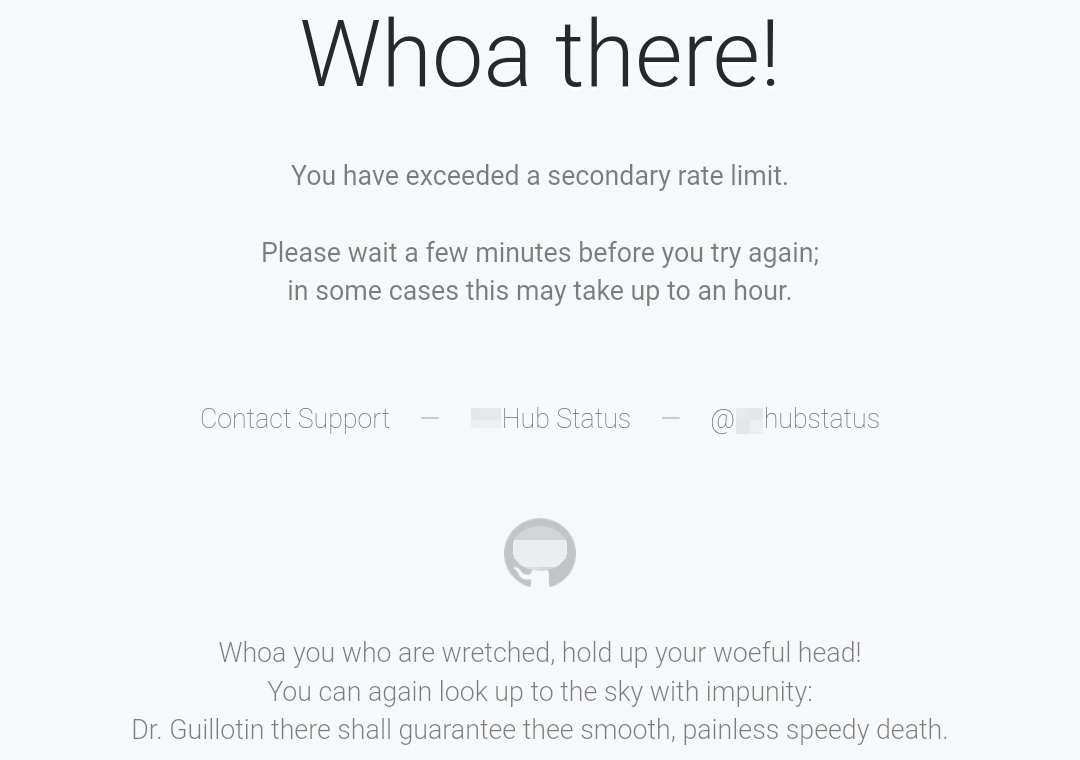 Whoa there!
You have exceeded a secondary rate limit.
Please wait a few minutes before you try again;
in some cases this may take up to an hour.
Contact Support — Hub Status — @hubstatus
Whoa you who are wretched, hold up your woeful head!
You can again look up to the sky with impunity:
Dr. Guillotin there shall guarantee thee smooth, painless speedy death.